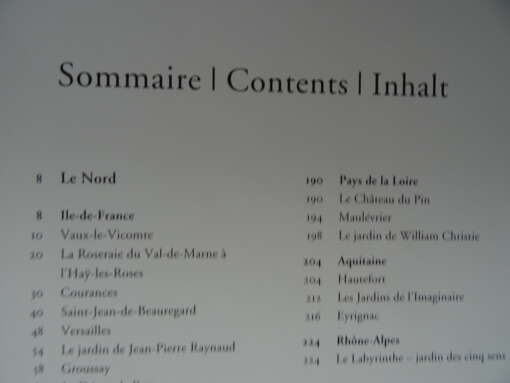 Sommaire | Contents | Inhalt
8 Le Nord
8 Ile-de-France
10 Vaux-le-Vicomte
20 La Roseraie du Val-de-Marne à
l'Haÿ-les-Roses
30 Courances
40 Saint-Jean-de-Beauregard
48 Versailles
54 Le jardin de Jean-Pierre Raynaud
58 Groussay
190 Pays de la Loire
190 Le Château du Pin
194 Maulévrier
198 Le jardin de William Christie
204 Aquitaine
204 Hautefort
212 Les Jardins de l'Imaginaire
216 Eyrignac
224 Rhône-Alpes
224 Le Labyrinthe – jardin des cinq sens